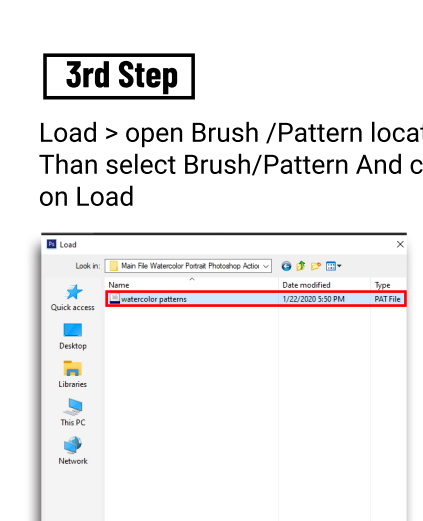 3rd Step
Load > open Brush /Pattern
Than select Brush/Pattern And
on Load
Ps Load
Look in: Main File Watercolor Portrait Photoshop
Name Date modified Type
watercolor patterns 1/22/2020 5:50 PM PAT File
Quick access
Desktop
Libraries
This PC
Network